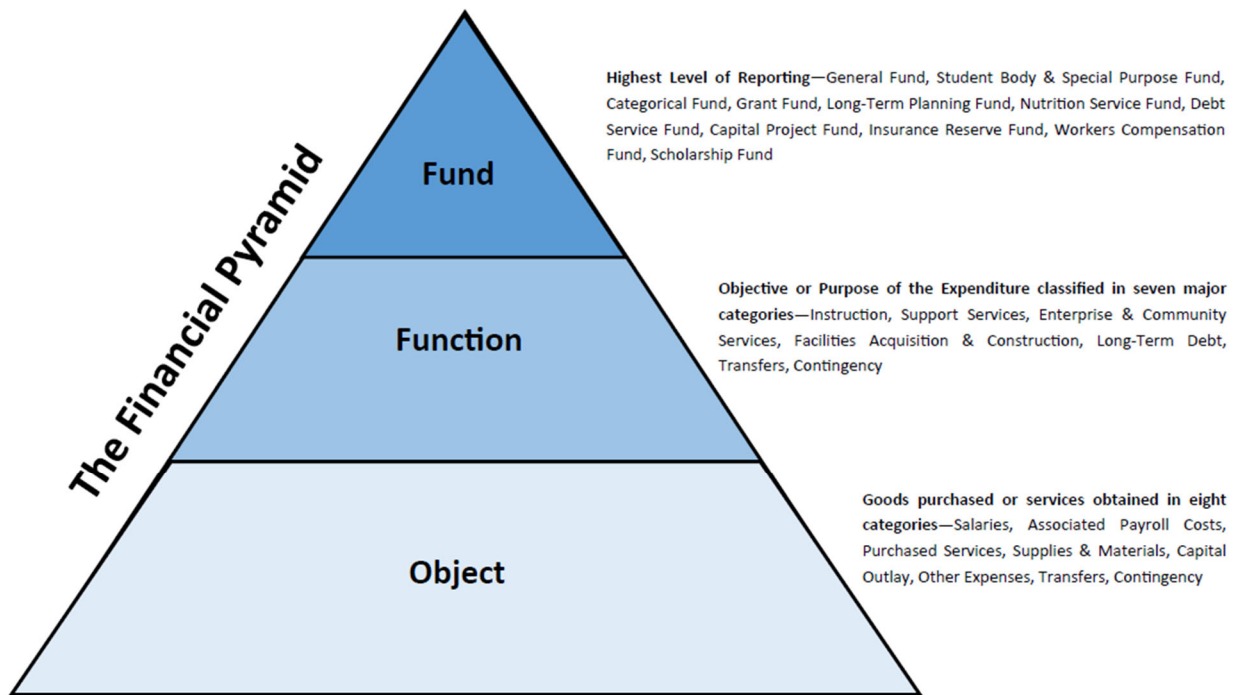 The Financial Pyramid
Fund
Highest Level of Reporting—General Fund, Student Body & Special Purpose Fund,
Categorical Fund, Grant Fund, Long-Term Planning Fund, Nutrition Service Fund, Debt
Service Fund, Capital Project Fund, Insurance Reserve Fund, Workers Compensation
Fund, Scholarship Fund
Function
Objective or Purpose of the Expenditure classified in seven major
categories—Instruction, Support Services, Enterprise & Community
Services, Facilities Acquisition & Construction, Long-Term Debt,
Transfers, Contingency
Object
Goods purchased or services obtained in eight
categories—Salaries, Associated Payroll Costs,
Purchased Services, Supplies & Materials, Capital
Outlay, Other Expenses, Transfers, Contingency